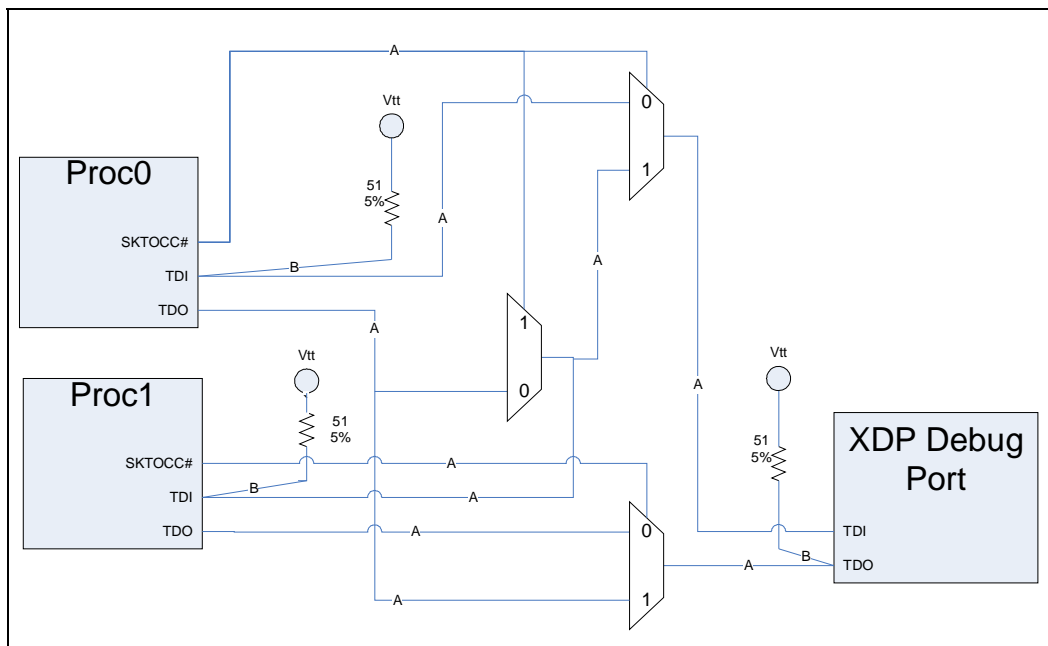 A
Vtt
0
Proc0
51
5%
1
A
SKTOCC#
A
B
TDI
TDO
A
1
Vtt
Vtt
0
A
Proc1
51
5%
51
5%
XDP Debug
Port
SKTOCC#
A
B
TDI
A
TDO
A
0
TDI
B
A
TDO
A
1